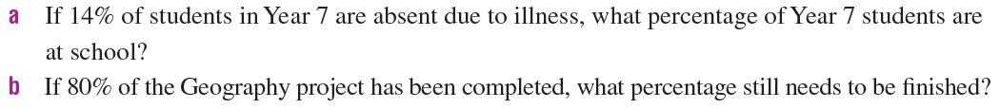 a If 14% of students in Year 7 are absent due to illness, what percentage of Year 7 students are
at school?
b If 80% of the Geography project has been completed, what percentage still needs to be finished?